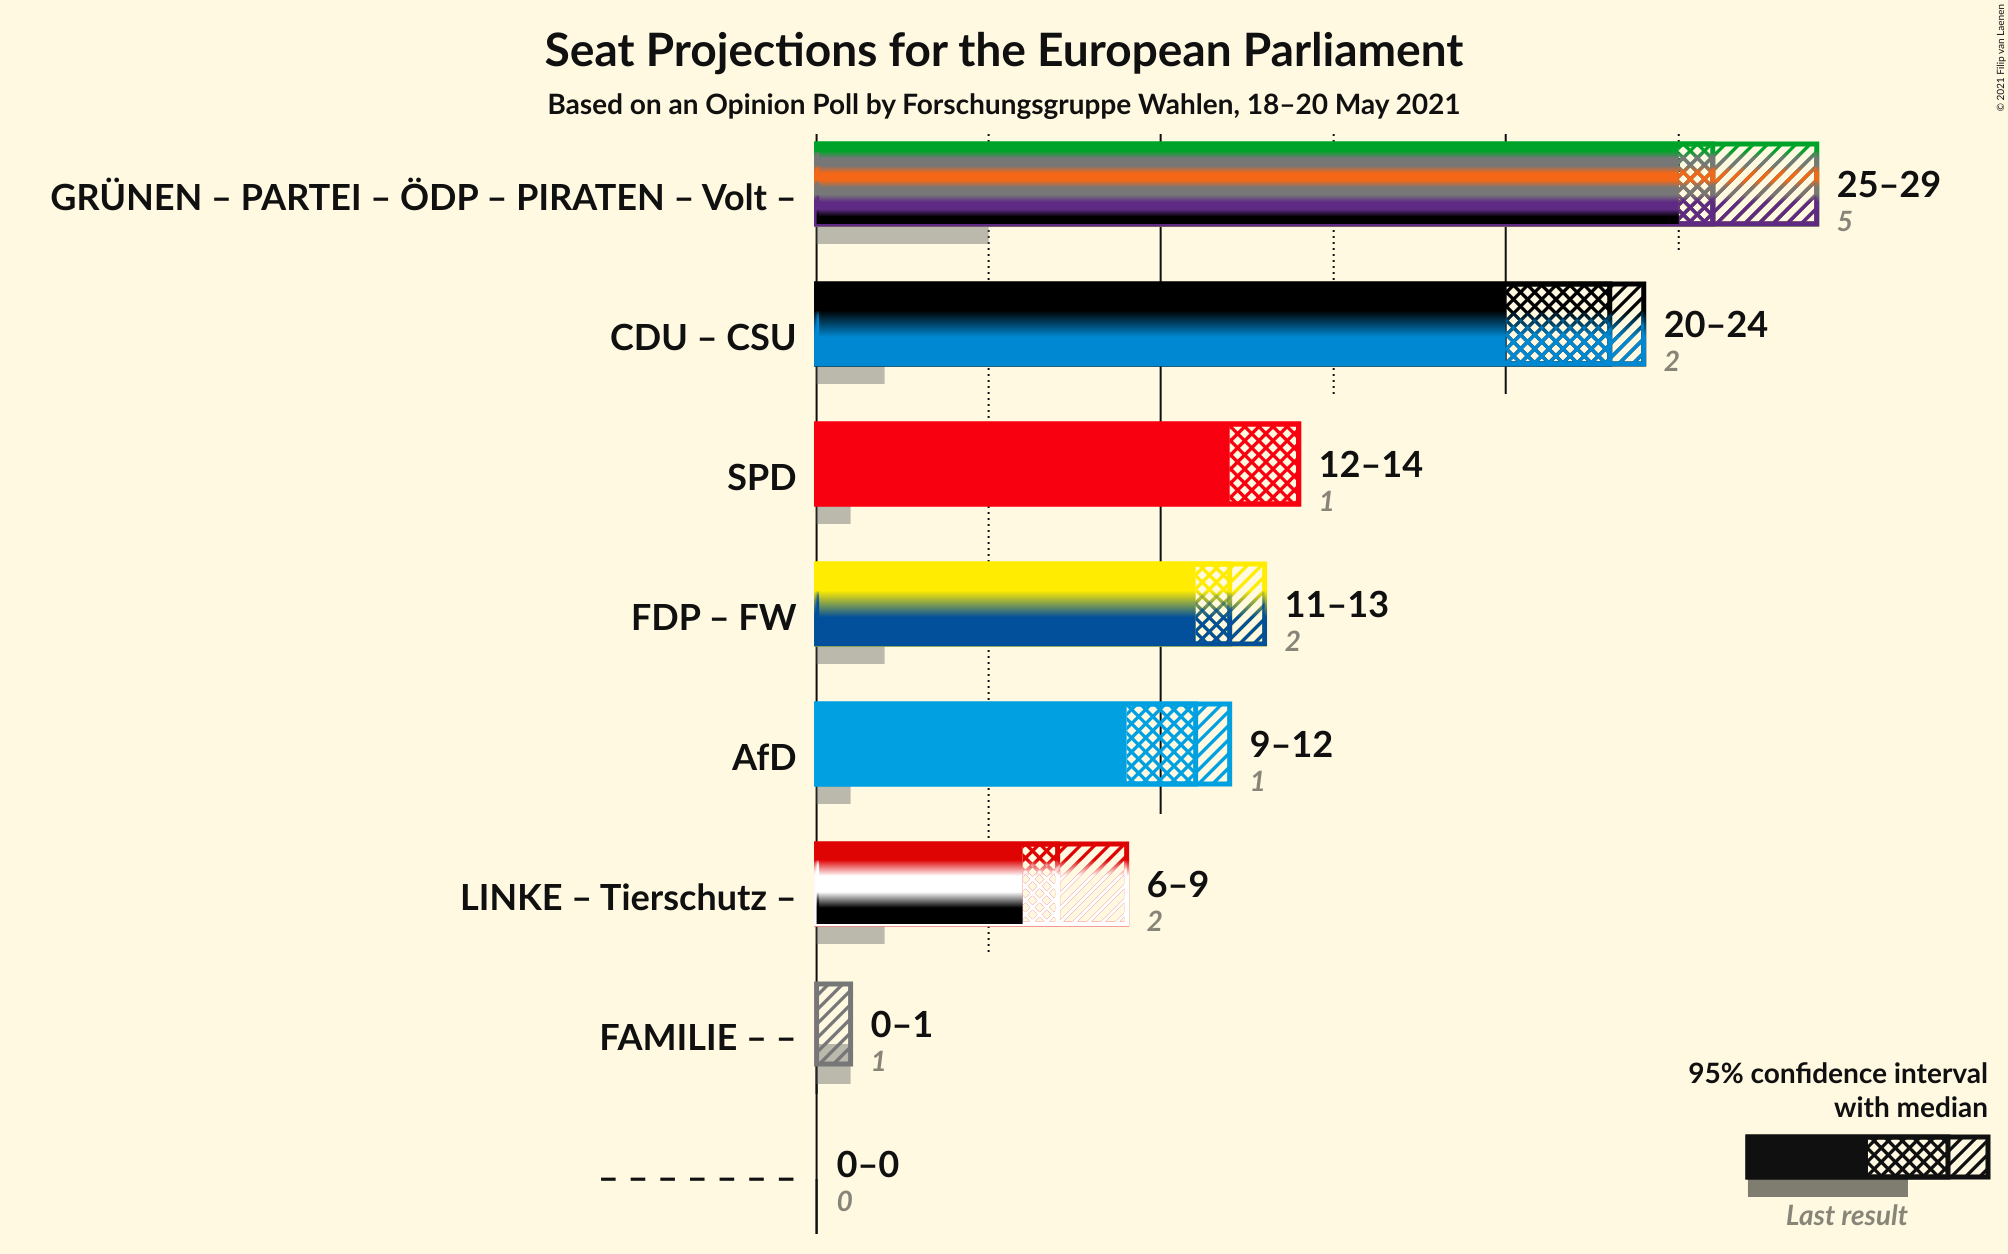 Seat Projections for the European Parliament
Based on an Opinion Poll by Forschungsgruppe Wahlen, 18–20 May 2021
© 2021 Filip van Laenen
GRÜNEN – PARTEI – ÖDP – PIRATEN – Volt –
25–29
5
CDU – CSU
20–24
2
SPD
12–14
1
FDP – FW
11–13
2
AfD
9–12
1
LINKE – Tierschutz –
6–9
2
FAMILIE – –
0–1
1
– – – – – – –
0–0
0
95% confidence interval
with median
Last result